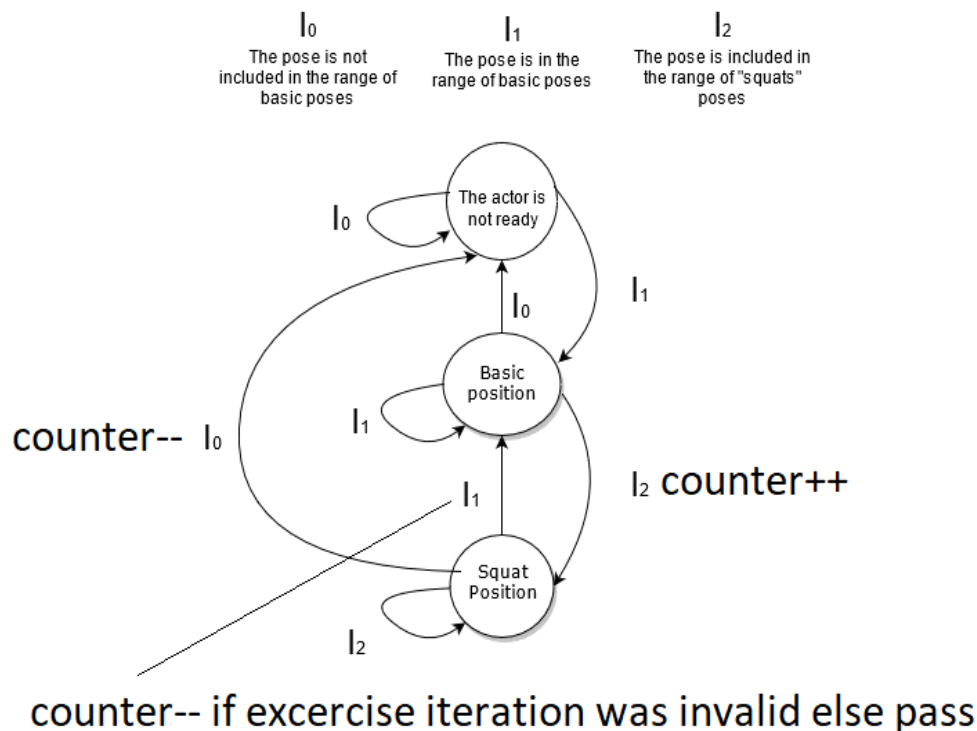 I0
The pose is not
included in the range of
basic poses
I1
The pose is in the
range of basic poses
I2
The pose is included in
the range of "squats"
poses
The actor is
not ready
I0
I1
I0
Basic
position
I1
counter-- I0
I2 counter++
I1
Squat
Position
I2
counter-- if excercise iteration was invalid else pass